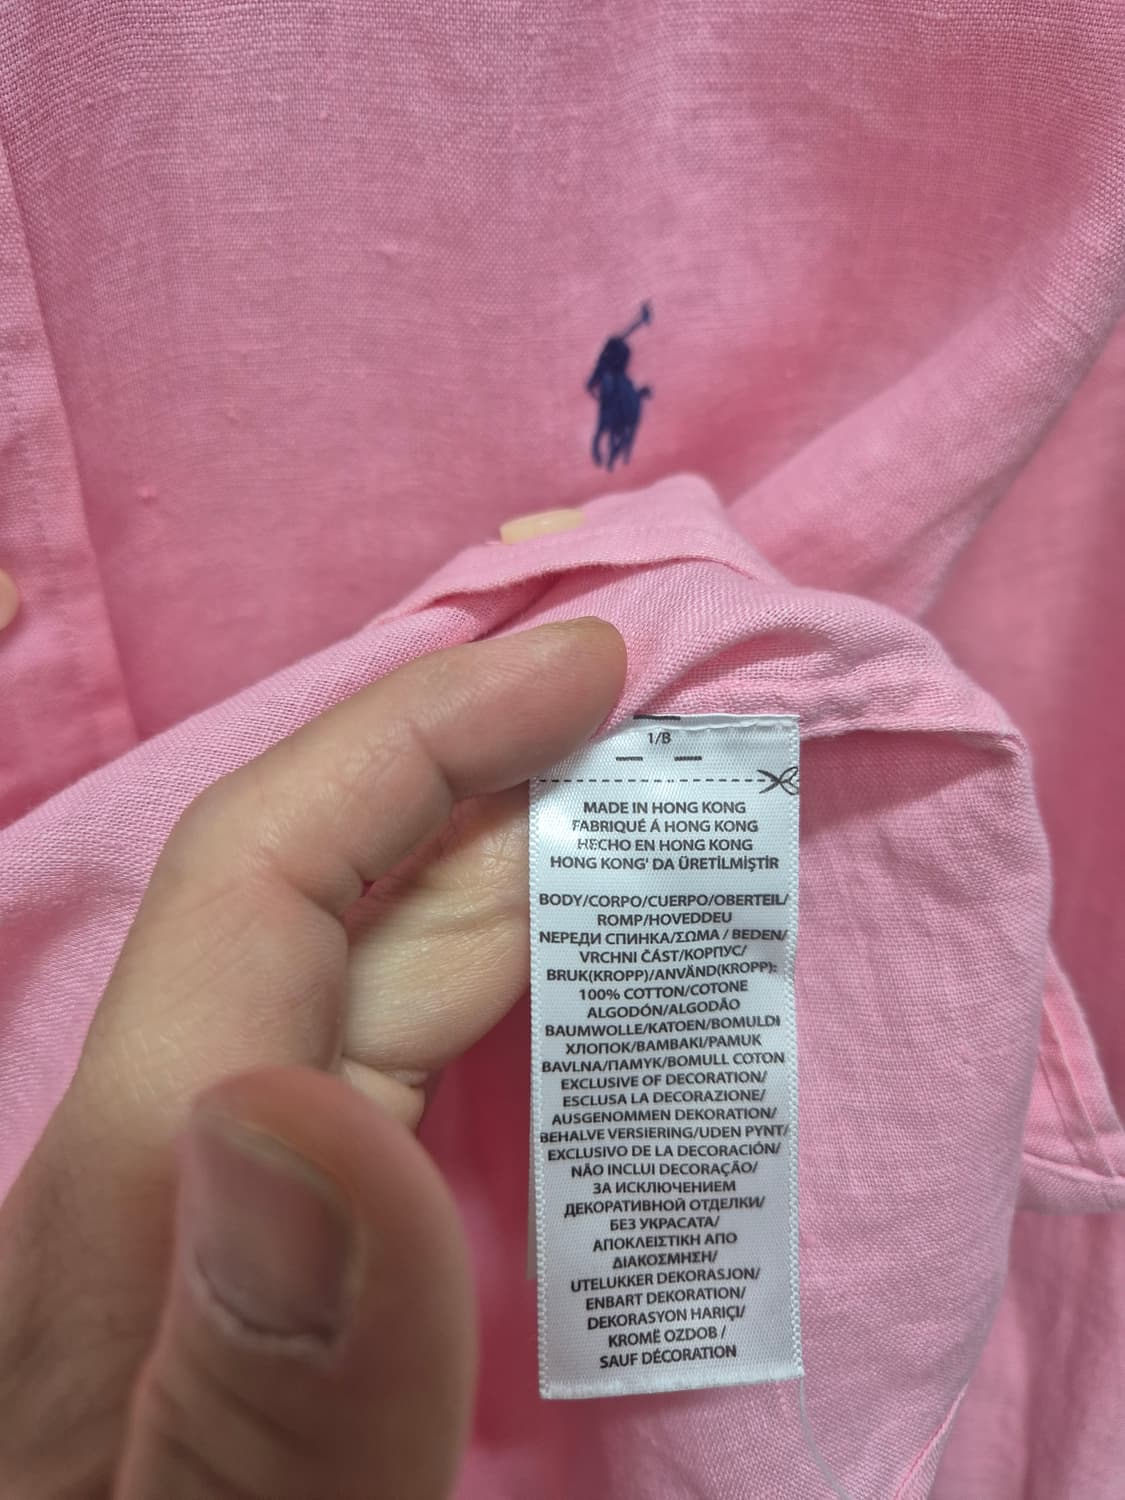 1/B
MADE IN HONG KONG
FABRIQUÉ Á HONG KONG
HECHO EN HONG KONG
HONG KONG' DA ÜRETİLMİŞTİR
BODY/CORPO/CUERPO/OBERTEIL/
ROMP/HOVEDDEU
NЕРЕДИ СПИНКА/ΣΩΜΑ / BEDEN/
VRCHNI ČÁST/КОРПУС/
BRUK(KROPP)/ANVÄND(KROPP):
100% COTTON/COTONE
ALGODÓN/ALGODÃO
BAUMWOLLE/KATOEN/BOMULDI
ХЛОПОК/BAMBAKI/PAMUK
BAVLNA/ПАМУК/BOMULL COTON
EXCLUSIVE OF DECORATION/
ESCLUSA LA DECORAZIONE/
AUSGENOMMEN DEKORATION/
BEHALVE VERSIERING/UDEN PYNT/
EXCLUSIVO DE LA DECORACIÓN/
NÃO INCLUI DECORAÇÃO/
ЗА ИСКЛЮЧЕНИЕМ
ДЕКОРАТИВНОЙ ОТДЕЛКИ/
БЕЗ УКРАСАТА/
ΑΠΟΚΛΕΙΣΤΙΚΗ ΑΠΟ
ΔΙΑΚΟΣΜΗΣΗ/
UTELUKKER DEKORASJON/
ENBART DEKORATION/
DEKORASYON HARIÇI/
KROMĚ OZDOB /
SAUF DÉCORATION